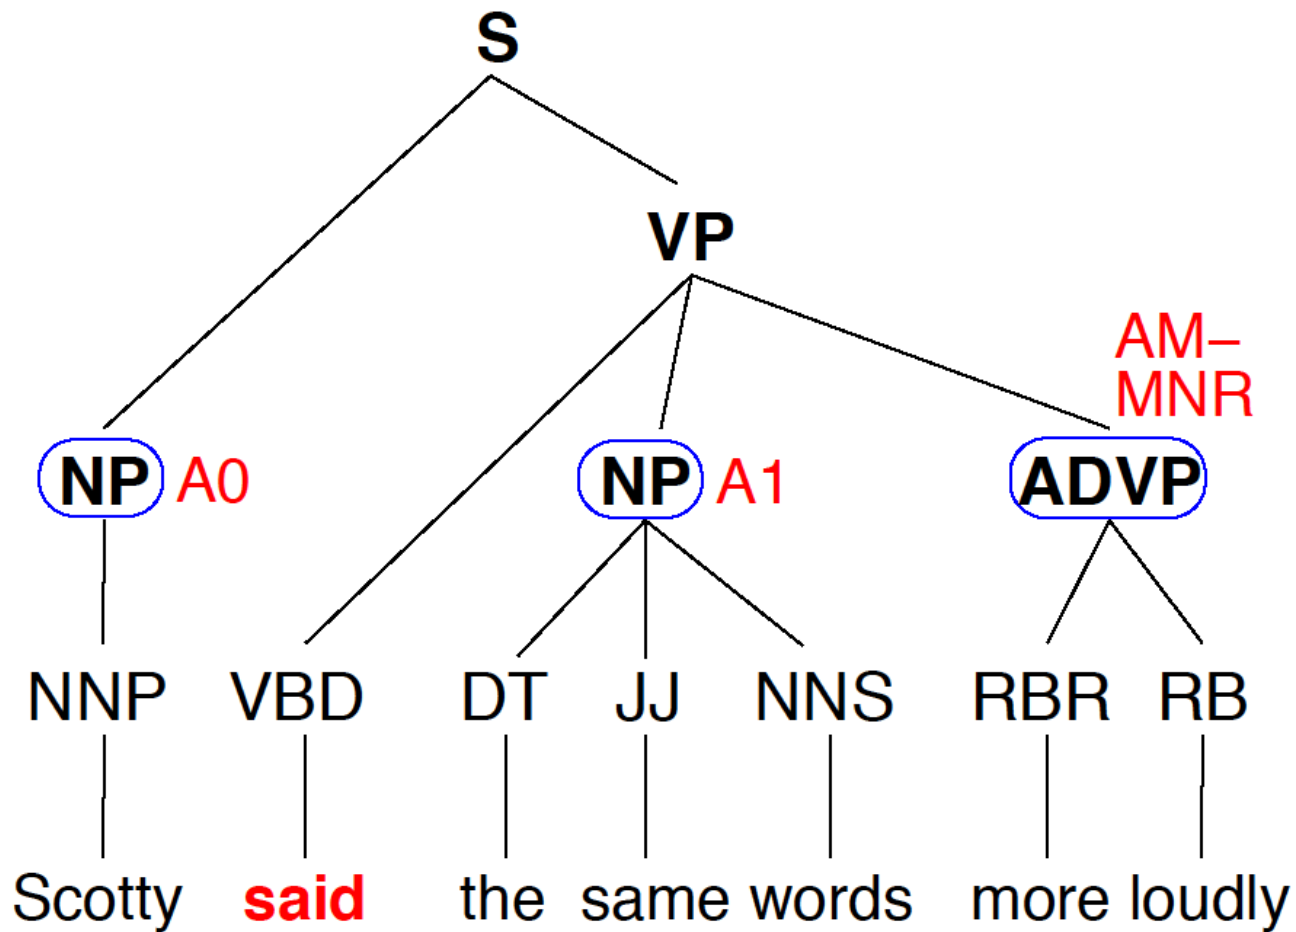 S
VP
AM–
MNR
NP A0 NP A1 ADVP
NNP VBD DT JJ NNS RBR RB
Scotty said the same words more loudly